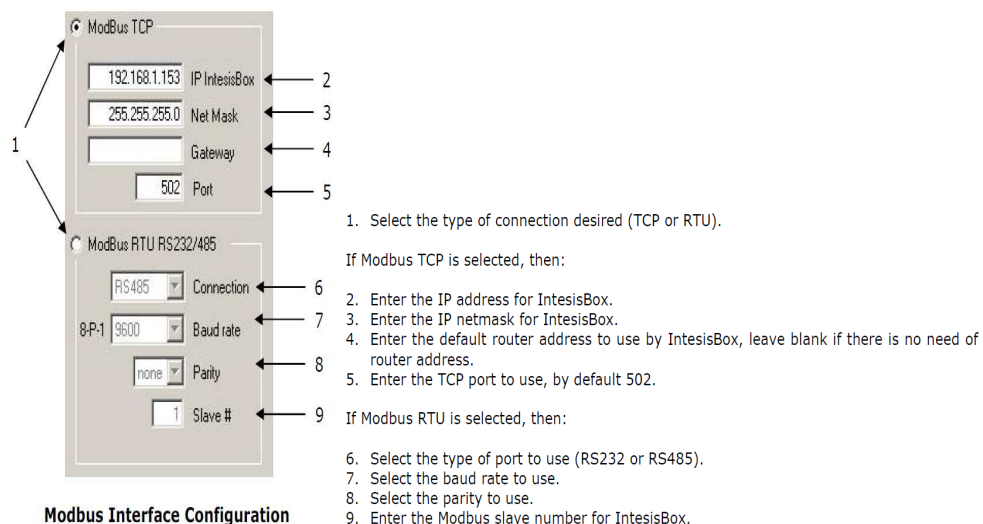 ModBus TCP
192.168.1.153 IP IntesisBox 2
255.255.255.0 Net Mask 3
Gateway 4
502 Port 5
1
ModBus RTU RS232/485
RS485 Connection 6
8-P-1 9600 Baud rate 7
none Parity 8
1 Slave # 9
Modbus Interface Configuration
1. Select the type of connection desired (TCP or RTU).
If Modbus TCP is selected, then:
2. Enter the IP address for IntesisBox.
3. Enter the IP netmask for IntesisBox.
4. Enter the default router address to use by IntesisBox, leave blank if there is no need of
router address.
5. Enter the TCP port to use, by default 502.
If Modbus RTU is selected, then:
6. Select the type of port to use (RS232 or RS485).
7. Select the baud rate to use.
8. Select the parity to use.
9. Enter the Modbus slave number for IntesisBox.